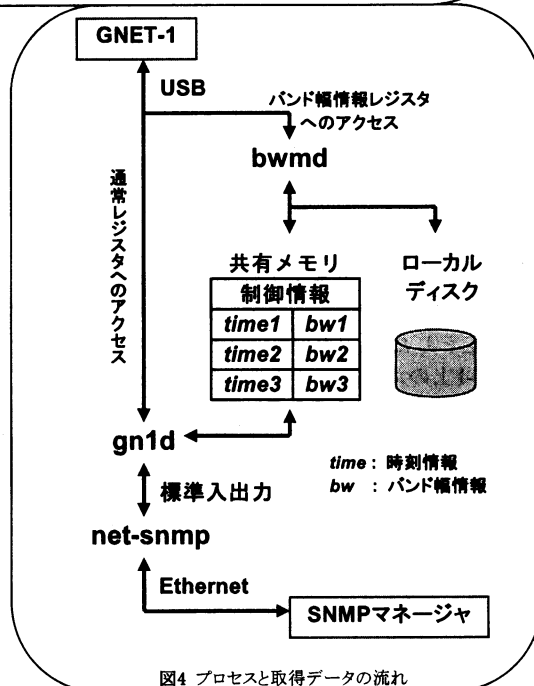 GNET-1
USB
バンド幅情報レジスタ
へのアクセス
bwmd
通常レジスタへのアクセス
共有メモリ
制御情報
time1 bw1
time2 bw2
time3 bw3
ローカル
ディスク
gn1d
time : 時刻情報
bw : バンド幅情報
標準入出力
net-snmp
Ethernet
SNMPマネージャ
図4 プロセスと取得データの流れ